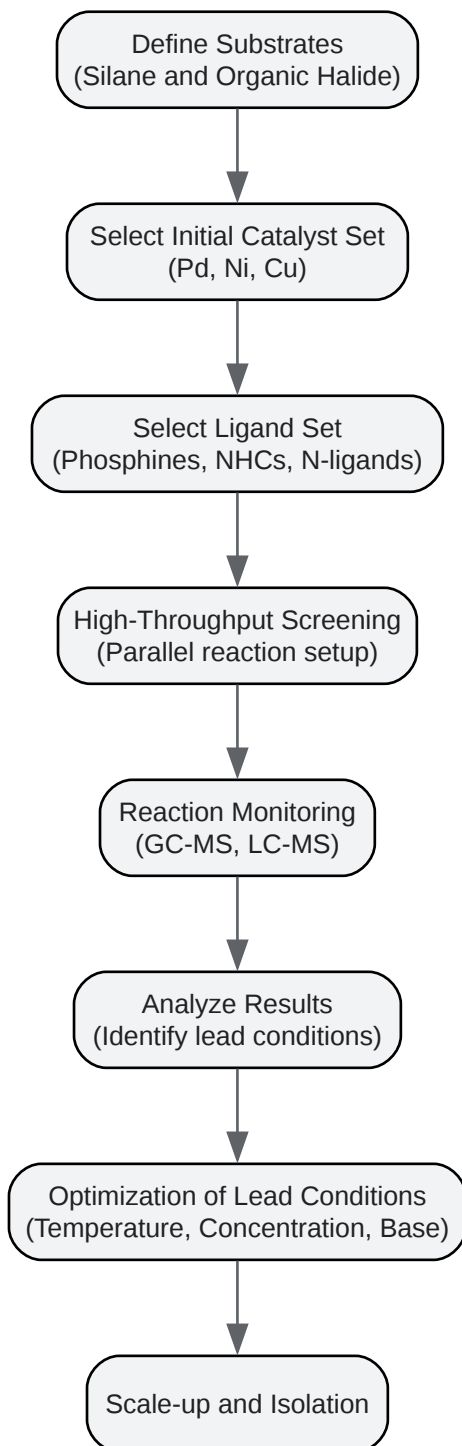 Define Substrates
(Silane and Organic Halide)
Select Initial Catalyst Set
(Pd, Ni, Cu)
Select Ligand Set
(Phosphines, NHCs, N-ligands)
High-Throughput Screening
(Parallel reaction setup)
Reaction Monitoring
(GC-MS, LC-MS)
Analyze Results
(Identify lead conditions)
Optimization of Lead Conditions
(Temperature, Concentration, Base)
Scale-up and Isolation